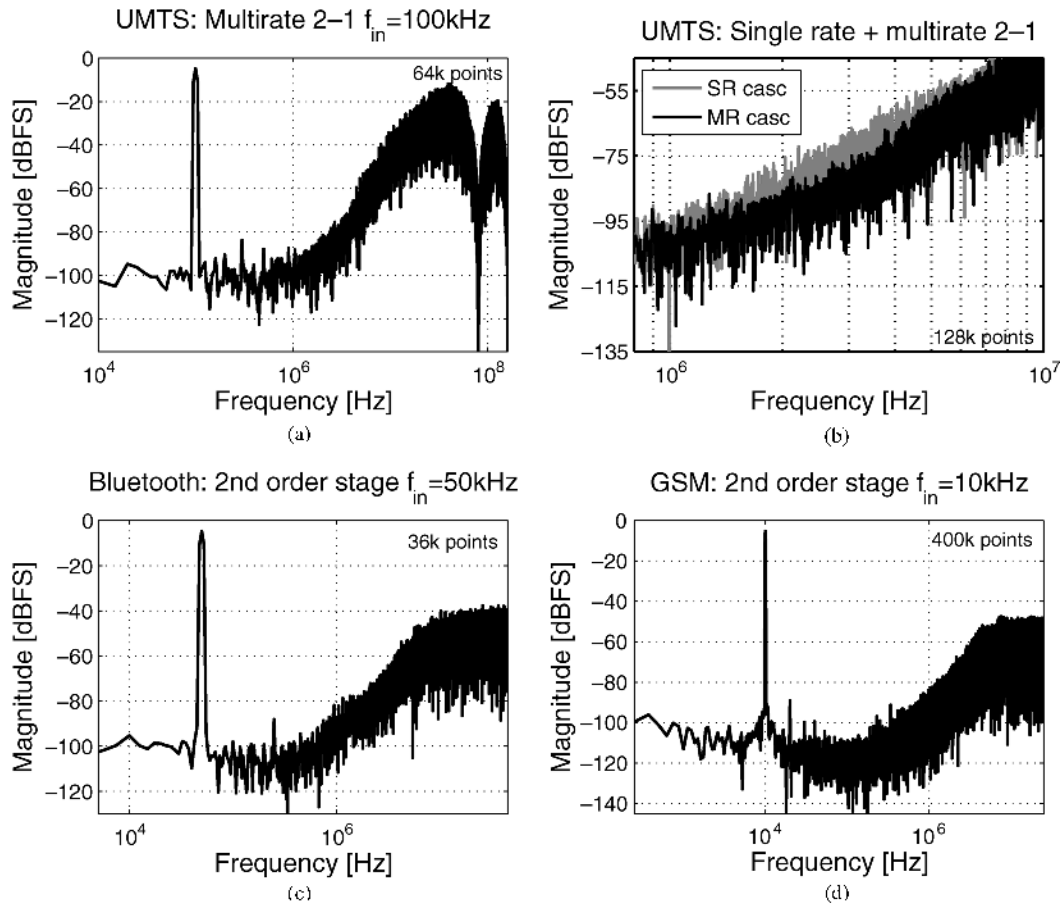 UMTS: Multirate 2−1 f_in=100kHz
64k points
0
−20
−40
−60
−80
−100
−120
Magnitude [dBFS]
10^4
10^6
10^8
Frequency [Hz]
(a)
UMTS: Single rate + multirate 2−1
SR casc
MR casc
−55
−75
−95
−115
−135
Magnitude [dBFS]
128k points
10^6
10^7
Frequency [Hz]
(b)
Bluetooth: 2nd order stage f_in=50kHz
36k points
0
−20
−40
−60
−80
−100
−120
Magnitude [dBFS]
10^4
10^6
Frequency [Hz]
(c)
GSM: 2nd order stage f_in=10kHz
400k points
0
−20
−40
−60
−80
−100
−120
−140
Magnitude [dBFS]
10^4
10^6
Frequency [Hz]
(d)